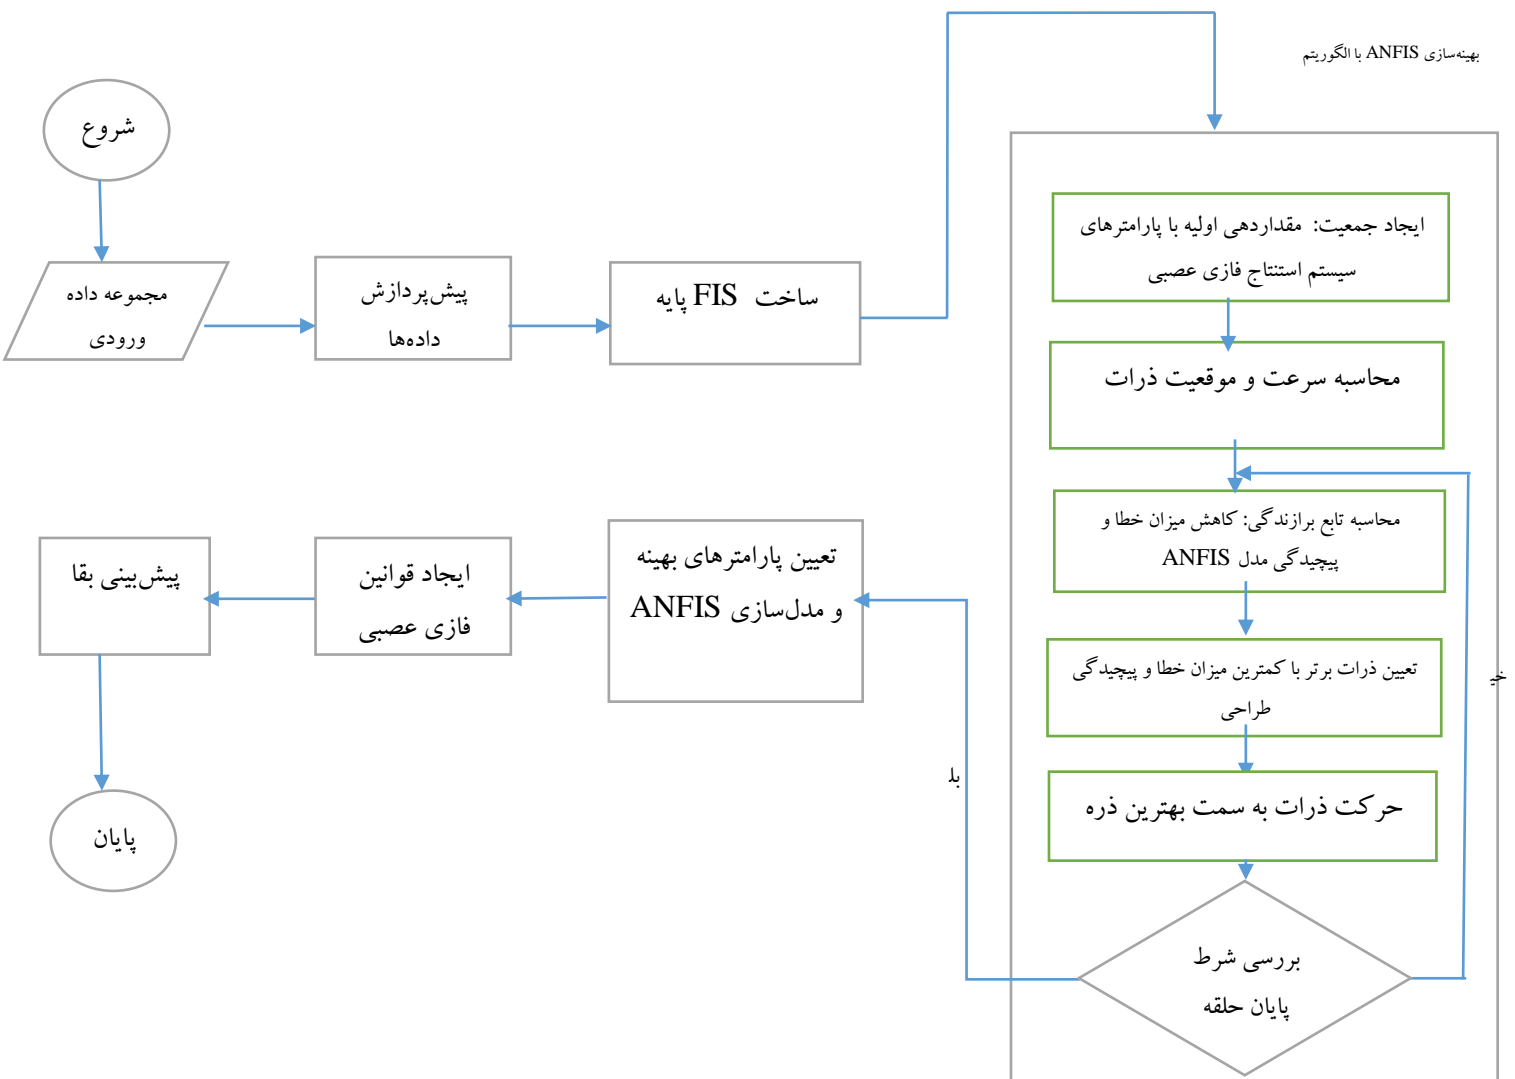 بهینه‌سازی ANFIS با الگوریتم
شروع
مجموعه داده
ورودی
پیش‌پردازش
داده‌ها
ساخت FIS پایه
ایجاد جمعیت: مقداردهی اولیه با پارامترهای
سیستم استنتاج فازی عصبی
محاسبه سرعت و موقعیت ذرات
محاسبه تابع برازندگی: کاهش میزان خطا و
پیچیدگی مدل ANFIS
تعیین ذرات برتر با کمترین میزان خطا و پیچیدگی
طراحی
حرکت ذرات به سمت بهترین ذره
بررسی شرط
پایان حلقه
خیـ
بلـ
تعیین پارامترهای بهینه
و مدل‌سازی ANFIS
ایجاد قوانین
فازی عصبی
پیش‌بینی بقا
پایان